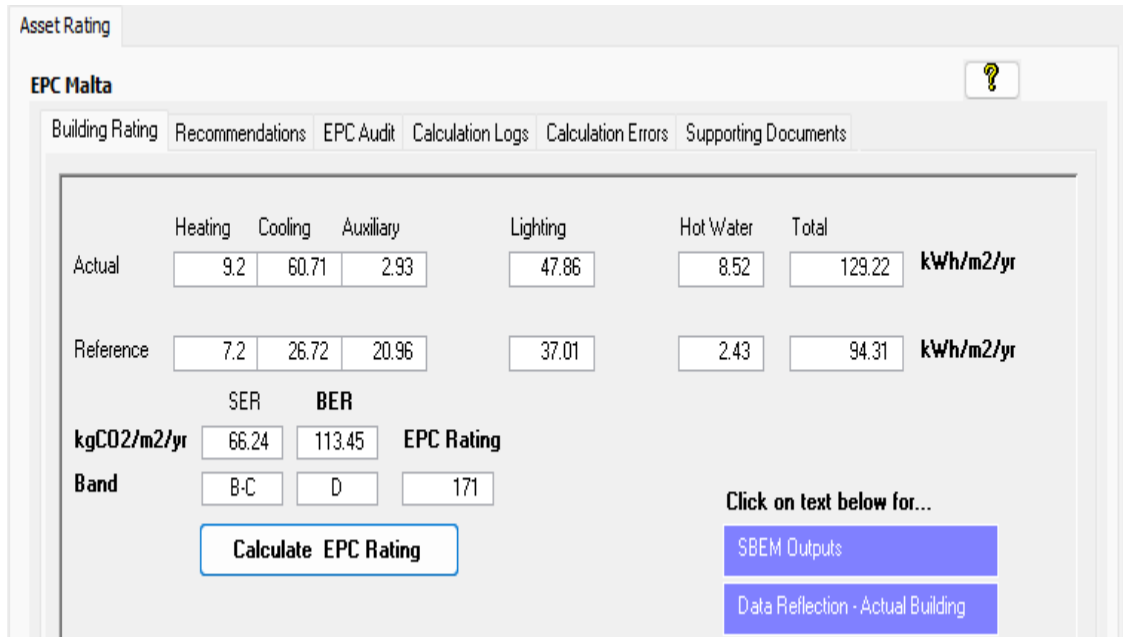 Asset Rating
EPC Malta
?
Building Rating Recommendations EPC Audit Calculation Logs Calculation Errors Supporting Documents
Heating Cooling Auxiliary Lighting Hot Water Total
Actual 9.2 60.71 2.93 47.86 8.52 129.22 kWh/m2/yr
Reference 7.2 26.72 20.96 37.01 2.43 94.31 kWh/m2/yr
SER BER
kgCO2/m2/yr 66.24 113.45 EPC Rating
Band B-C D 171
Click on text below for...
Calculate EPC Rating
SBEM Outputs
Data Reflection - Actual Building